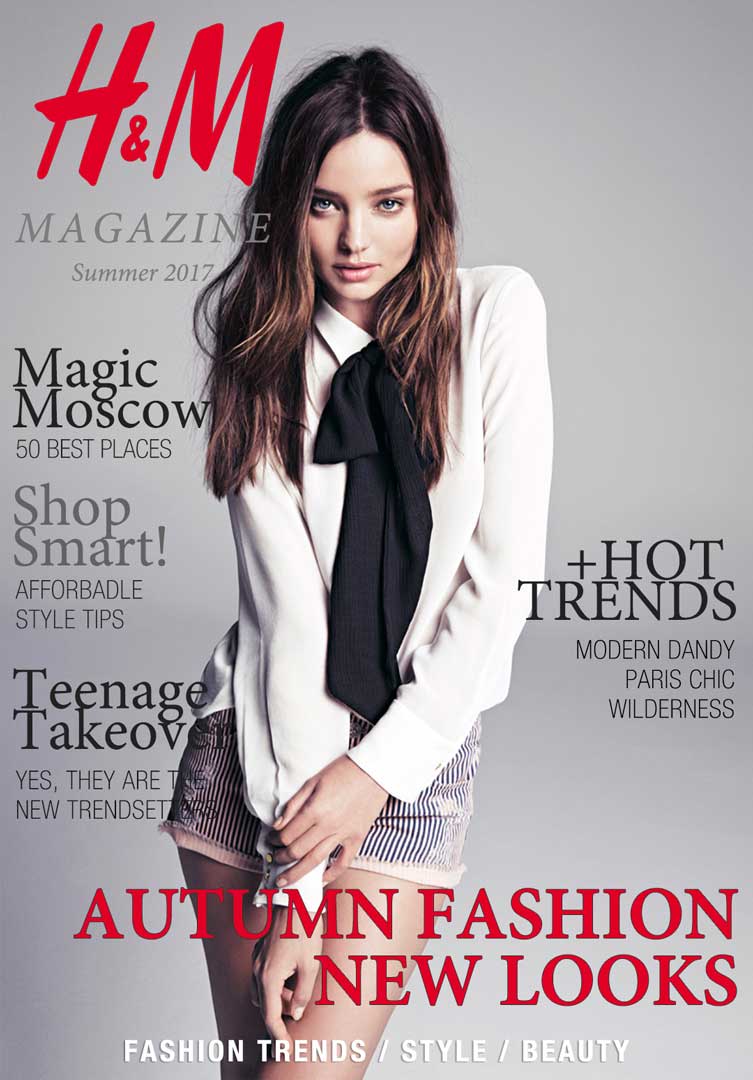 H&M
MAGAZINE
Summer 2017
Magic
Moscow
50 BEST PLACES
Shop
Smart!
AFFORBADLE
STYLE TIPS
Teenage
Takeover
YES, THEY ARE THE
NEW TRENDSETTERS
+HOT
TRENDS
MODERN DANDY
PARIS CHIC
WILDERNESS
AUTUMN FASHION
NEW LOOKS
FASHION TRENDS / STYLE / BEAUTY